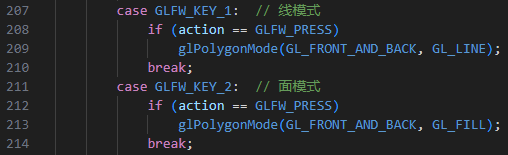 207 case GLFW_KEY_1: // 线模式
208 if (action == GLFW_PRESS)
209 glPolygonMode(GL_FRONT_AND_BACK, GL_LINE);
210 break;
211 case GLFW_KEY_2: // 面模式
212 if (action == GLFW_PRESS)
213 glPolygonMode(GL_FRONT_AND_BACK, GL_FILL);
214 break;